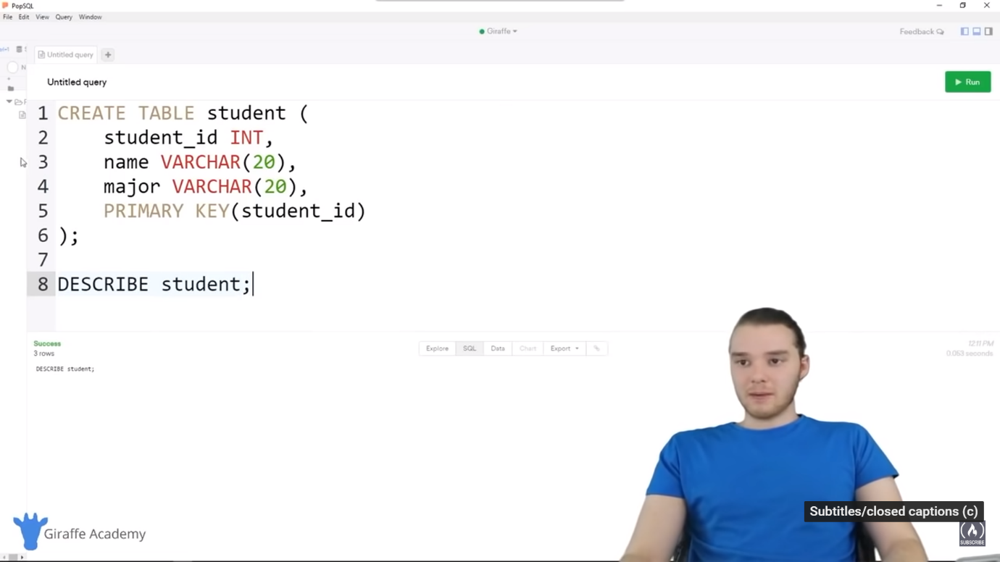 PopSQL
File Edit View Query Window
Giraffe
Feedback
Untitled query
Untitled query
Run
1 CREATE TABLE student (
2 student_id INT,
3 name VARCHAR(20),
4 major VARCHAR(20),
5 PRIMARY KEY(student_id)
6 );
7
8 DESCRIBE student;
Success
3 rows
Explore SQL Data Chart Export
12:11 PM
0.053 seconds
DESCRIBE student;
Subtitles/closed captions (c)
SUBSCRIBE
Giraffe Academy